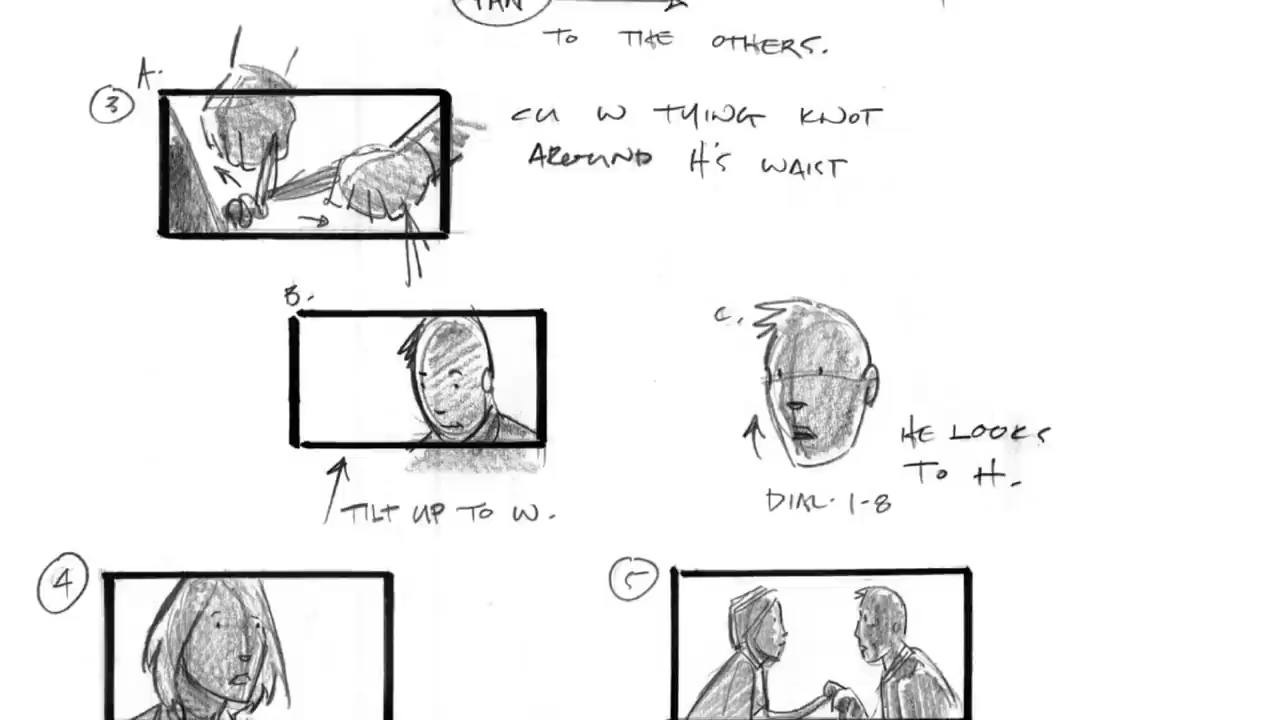 PAN
TO THE OTHERS.
A.
3
CU W TYING KNOT
AROUND H'S WAIST
B.
C.
HE LOOKS
TO H.
TILT UP TO W.
DIAL. 1-8
4
5